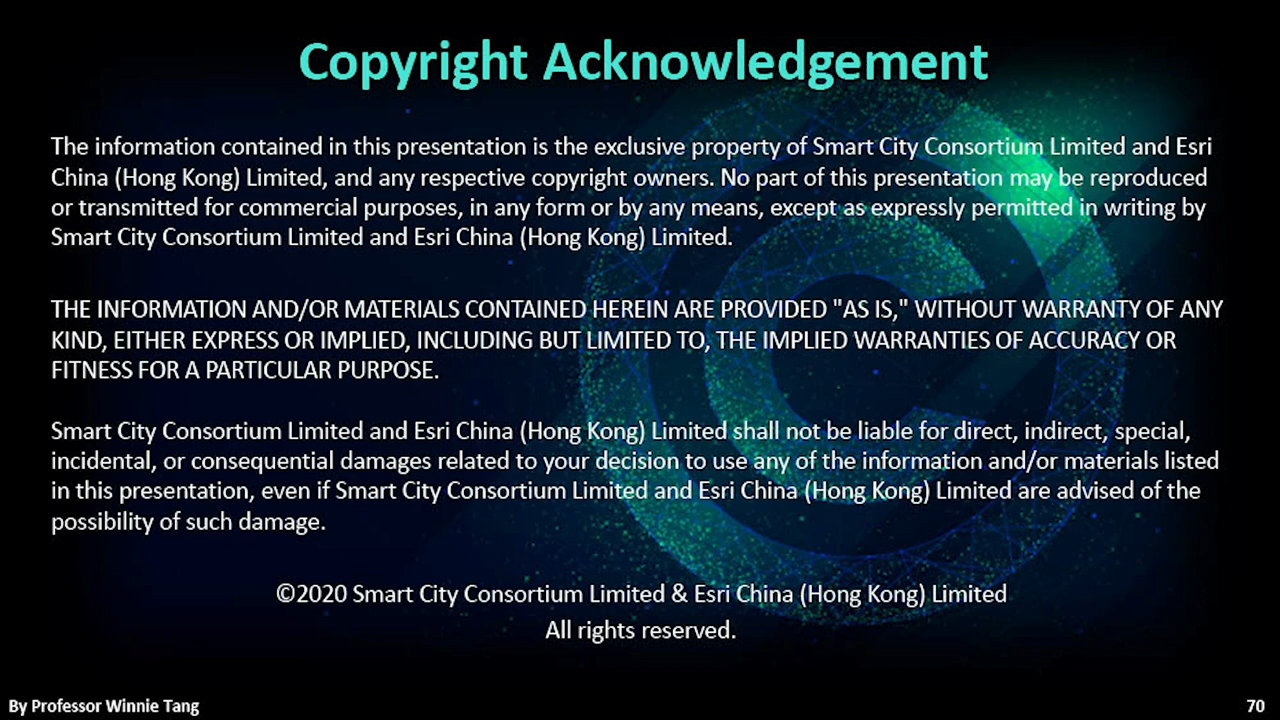 Copyright Acknowledgement
The information contained in this presentation is the exclusive property of Smart City Consortium Limited and Esri
China (Hong Kong) Limited, and any respective copyright owners. No part of this presentation may be reproduced
or transmitted for commercial purposes, in any form or by any means, except as expressly permitted in writing by
Smart City Consortium Limited and Esri China (Hong Kong) Limited.
THE INFORMATION AND/OR MATERIALS CONTAINED HEREIN ARE PROVIDED "AS IS," WITHOUT WARRANTY OF ANY
KIND, EITHER EXPRESS OR IMPLIED, INCLUDING BUT LIMITED TO, THE IMPLIED WARRANTIES OF ACCURACY OR
FITNESS FOR A PARTICULAR PURPOSE.
Smart City Consortium Limited and Esri China (Hong Kong) Limited shall not be liable for direct, indirect, special,
incidental, or consequential damages related to your decision to use any of the information and/or materials listed
in this presentation, even if Smart City Consortium Limited and Esri China (Hong Kong) Limited are advised of the
possibility of such damage.
©2020 Smart City Consortium Limited & Esri China (Hong Kong) Limited
All rights reserved.
By Professor Winnie Tang
70